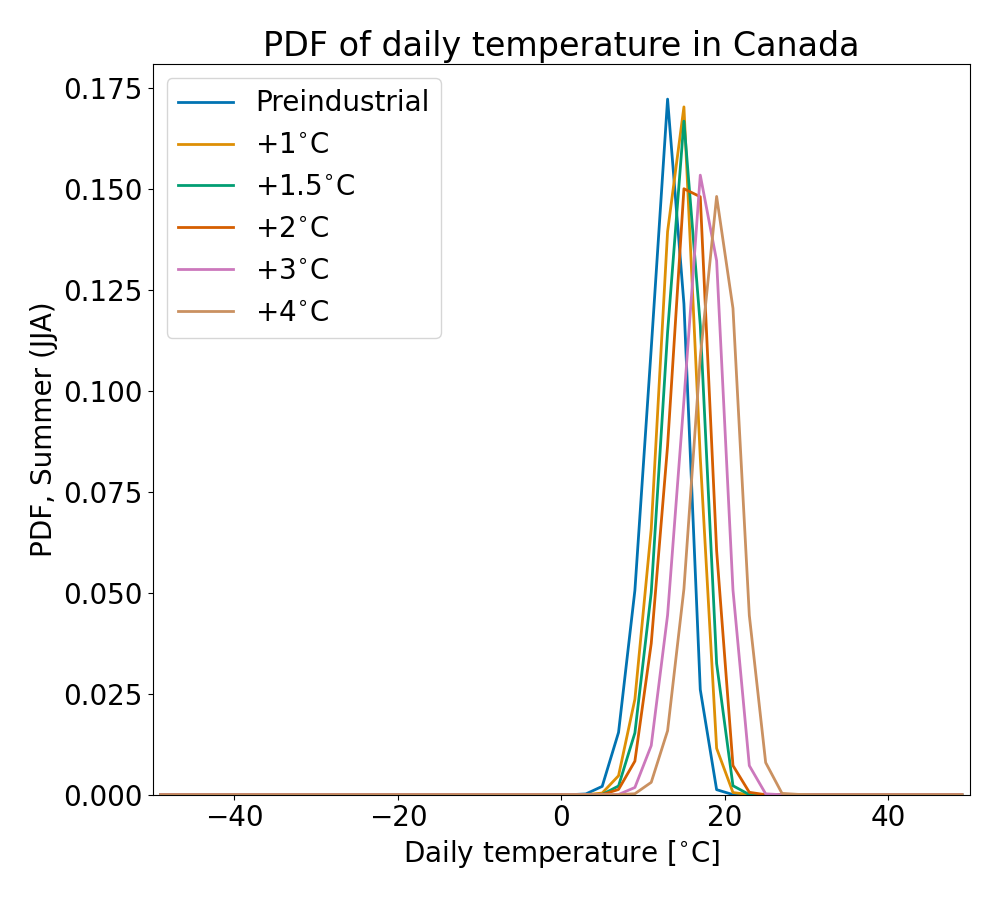 PDF of daily temperature in Canada
PDF, Summer (JJA)
0.175
0.150
0.125
0.100
0.075
0.050
0.025
0.000
Preindustrial
+1°C
+1.5°C
+2°C
+3°C
+4°C
−40
−20
0
20
40
Daily temperature [°C]